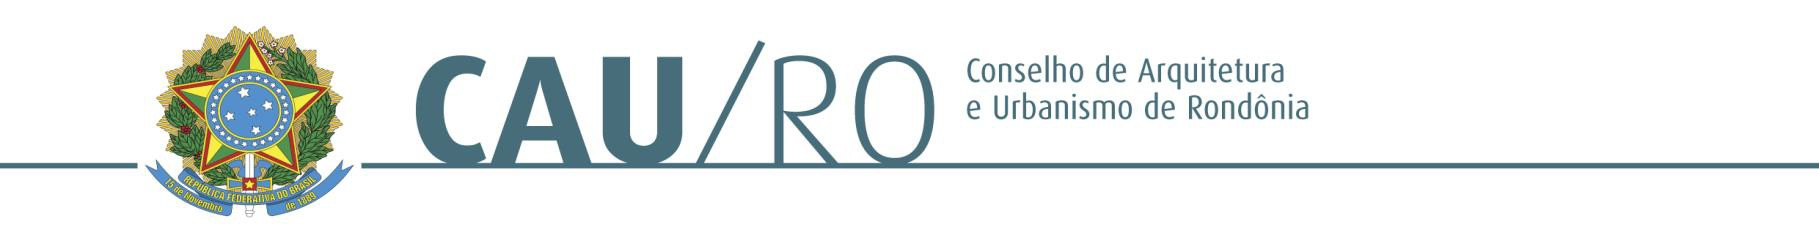 CAU/RO
Conselho de Arquitetura
e Urbanismo de Rondônia
REPÚBLICA FEDERATIVA DO BRASIL
15 de Novembro
de 1889